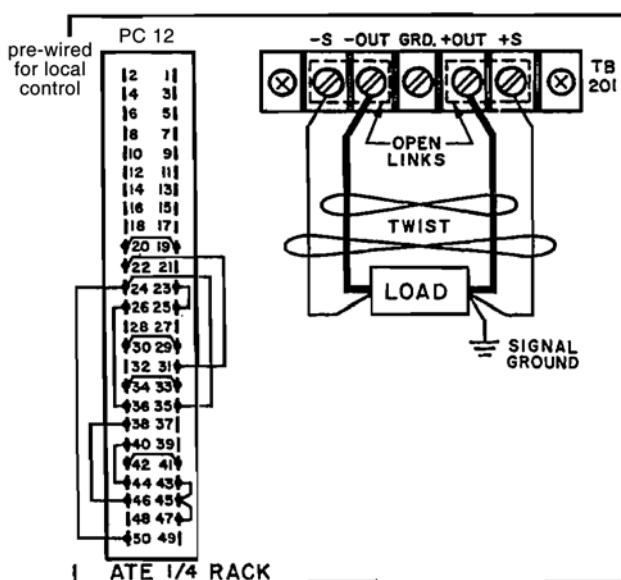 pre-wired
for local
control
PC 12
2 1
4 3
6 5
8 7
10 9
12 11
14 13
16 15
18 17
20 19
22 21
24 23
26 25
28 27
30 29
32 31
34 33
36 35
38 37
40 39
42 41
44 43
46 45
48 47
50 49
ATE 1/4 RACK
-S -OUT GRD. +OUT +S
TB
201
OPEN
LINKS
TWIST
LOAD
SIGNAL
GROUND